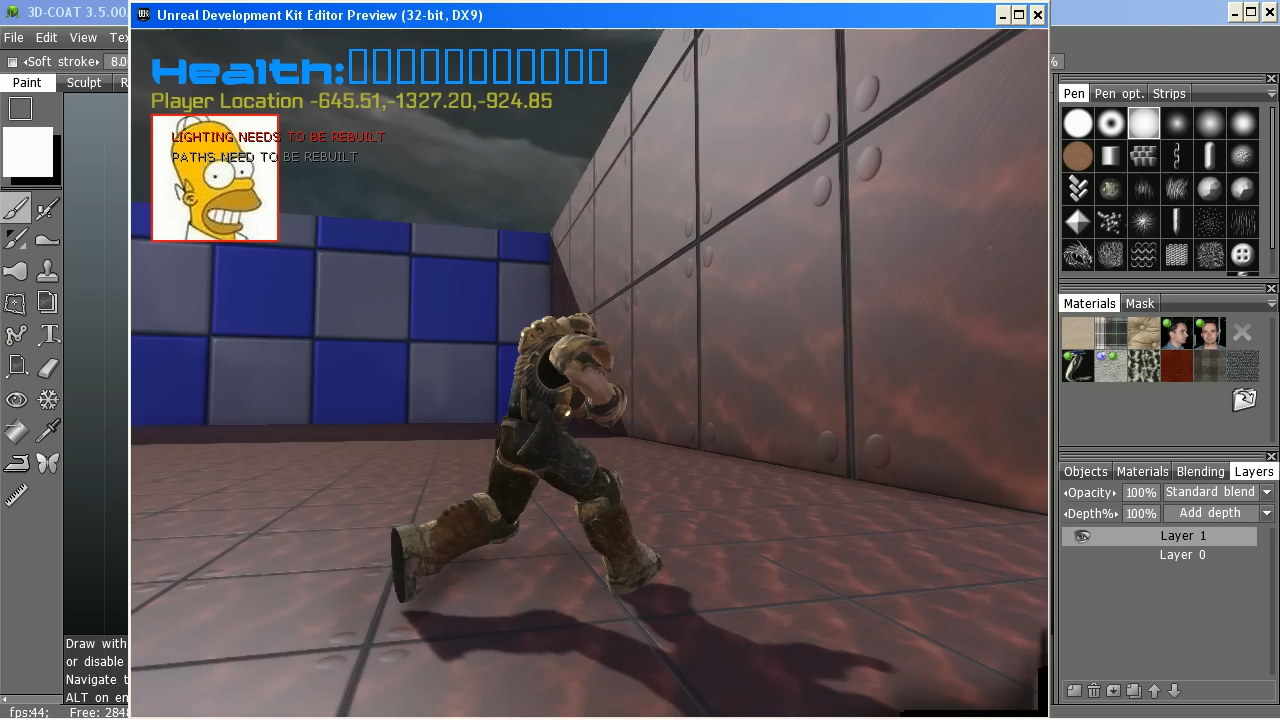 3D-COAT 3.5.00
Unreal Development Kit Editor Preview (32-bit, DX9)
File Edit View
Soft stroke 8.0
%
Paint Sculpt R
Health:
Player Location -645.51,-1327.20,-924.85
LIGHTING NEEDS TO BE REBUILT
PATHS NEED TO BE REBUILT
Pen Pen opt. Strips
Materials Mask
Objects Materials Blending Layers
Opacity 100% Standard blend
Depth% 100% Add depth
Layer 1
Layer 0
Draw with
or disable
Navigate t
ALT on en
fps:44; Free: 284